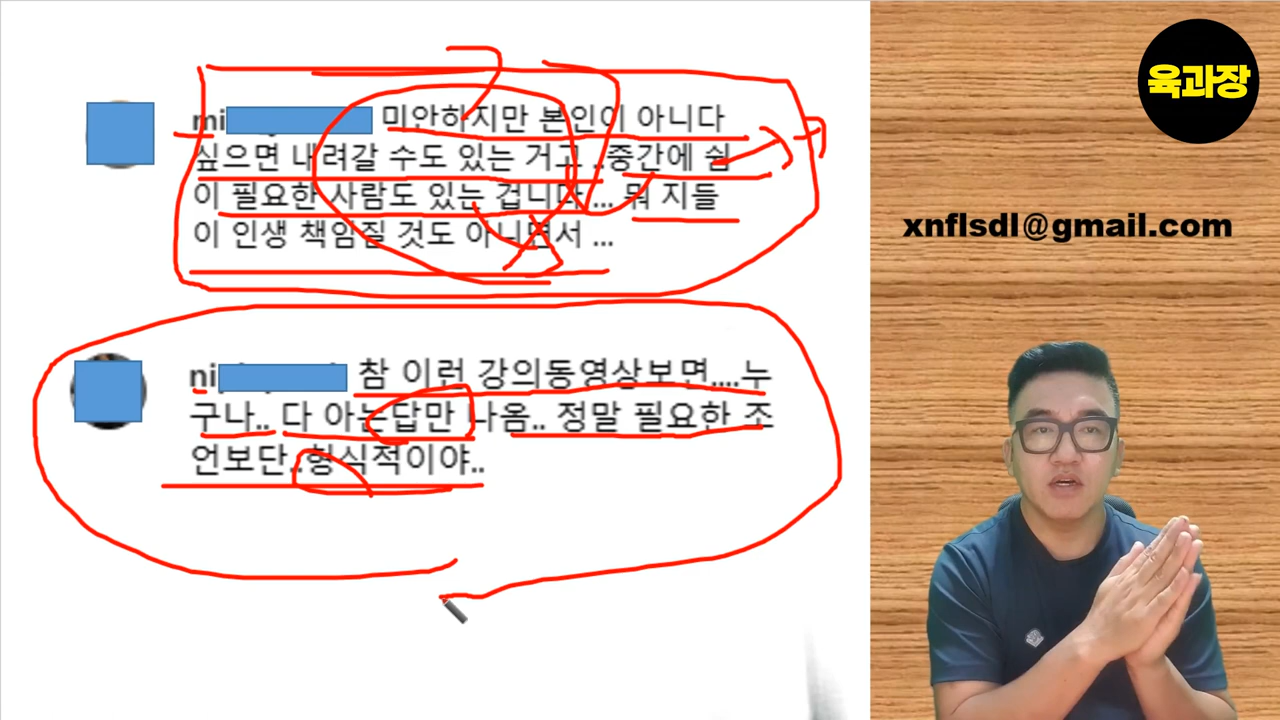 mi 미안하지만 본인이 아니다
싶으면 내려갈 수도 있는 거고 ..중간에 쉼
이 필요한 사람도 있는 겁니다 ... 뭐 지들
이 인생 책임질 것도 아니면서 ...
ni 참 이런 강의동영상보면....누
구나.. 다 아는답만 나옴.. 정말 필요한 조
언보단..형식적이야..
육과장
xnflsdl@gmail.com